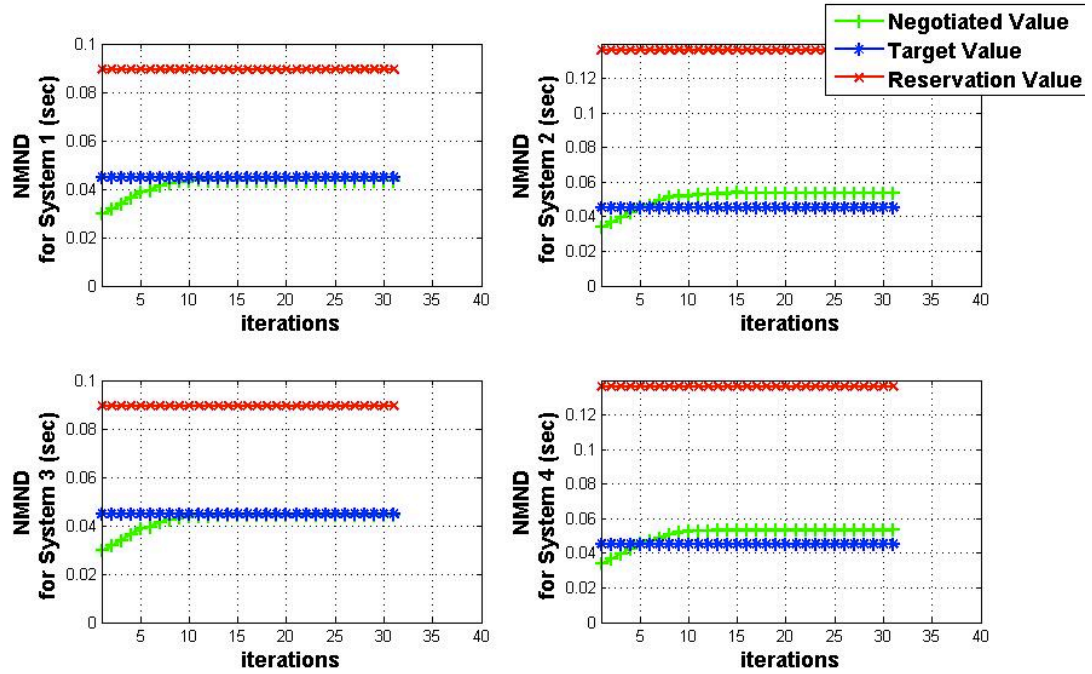 Negotiated Value
Target Value
Reservation Value
0.1
0.08
0.06
0.04
0.02
0
NMND
for System 1 (sec)
5 10 15 20 25 30 35 40
iterations
0.12
0.1
0.08
0.06
0.04
0.02
0
NMND
for System 2 (sec)
5 10 15 20 25 30 35 40
iterations
0.1
0.08
0.06
0.04
0.02
0
NMND
for System 3 (sec)
5 10 15 20 25 30 35 40
iterations
0.12
0.1
0.08
0.06
0.04
0.02
0
NMND
for System 4 (sec)
5 10 15 20 25 30 35 40
iterations